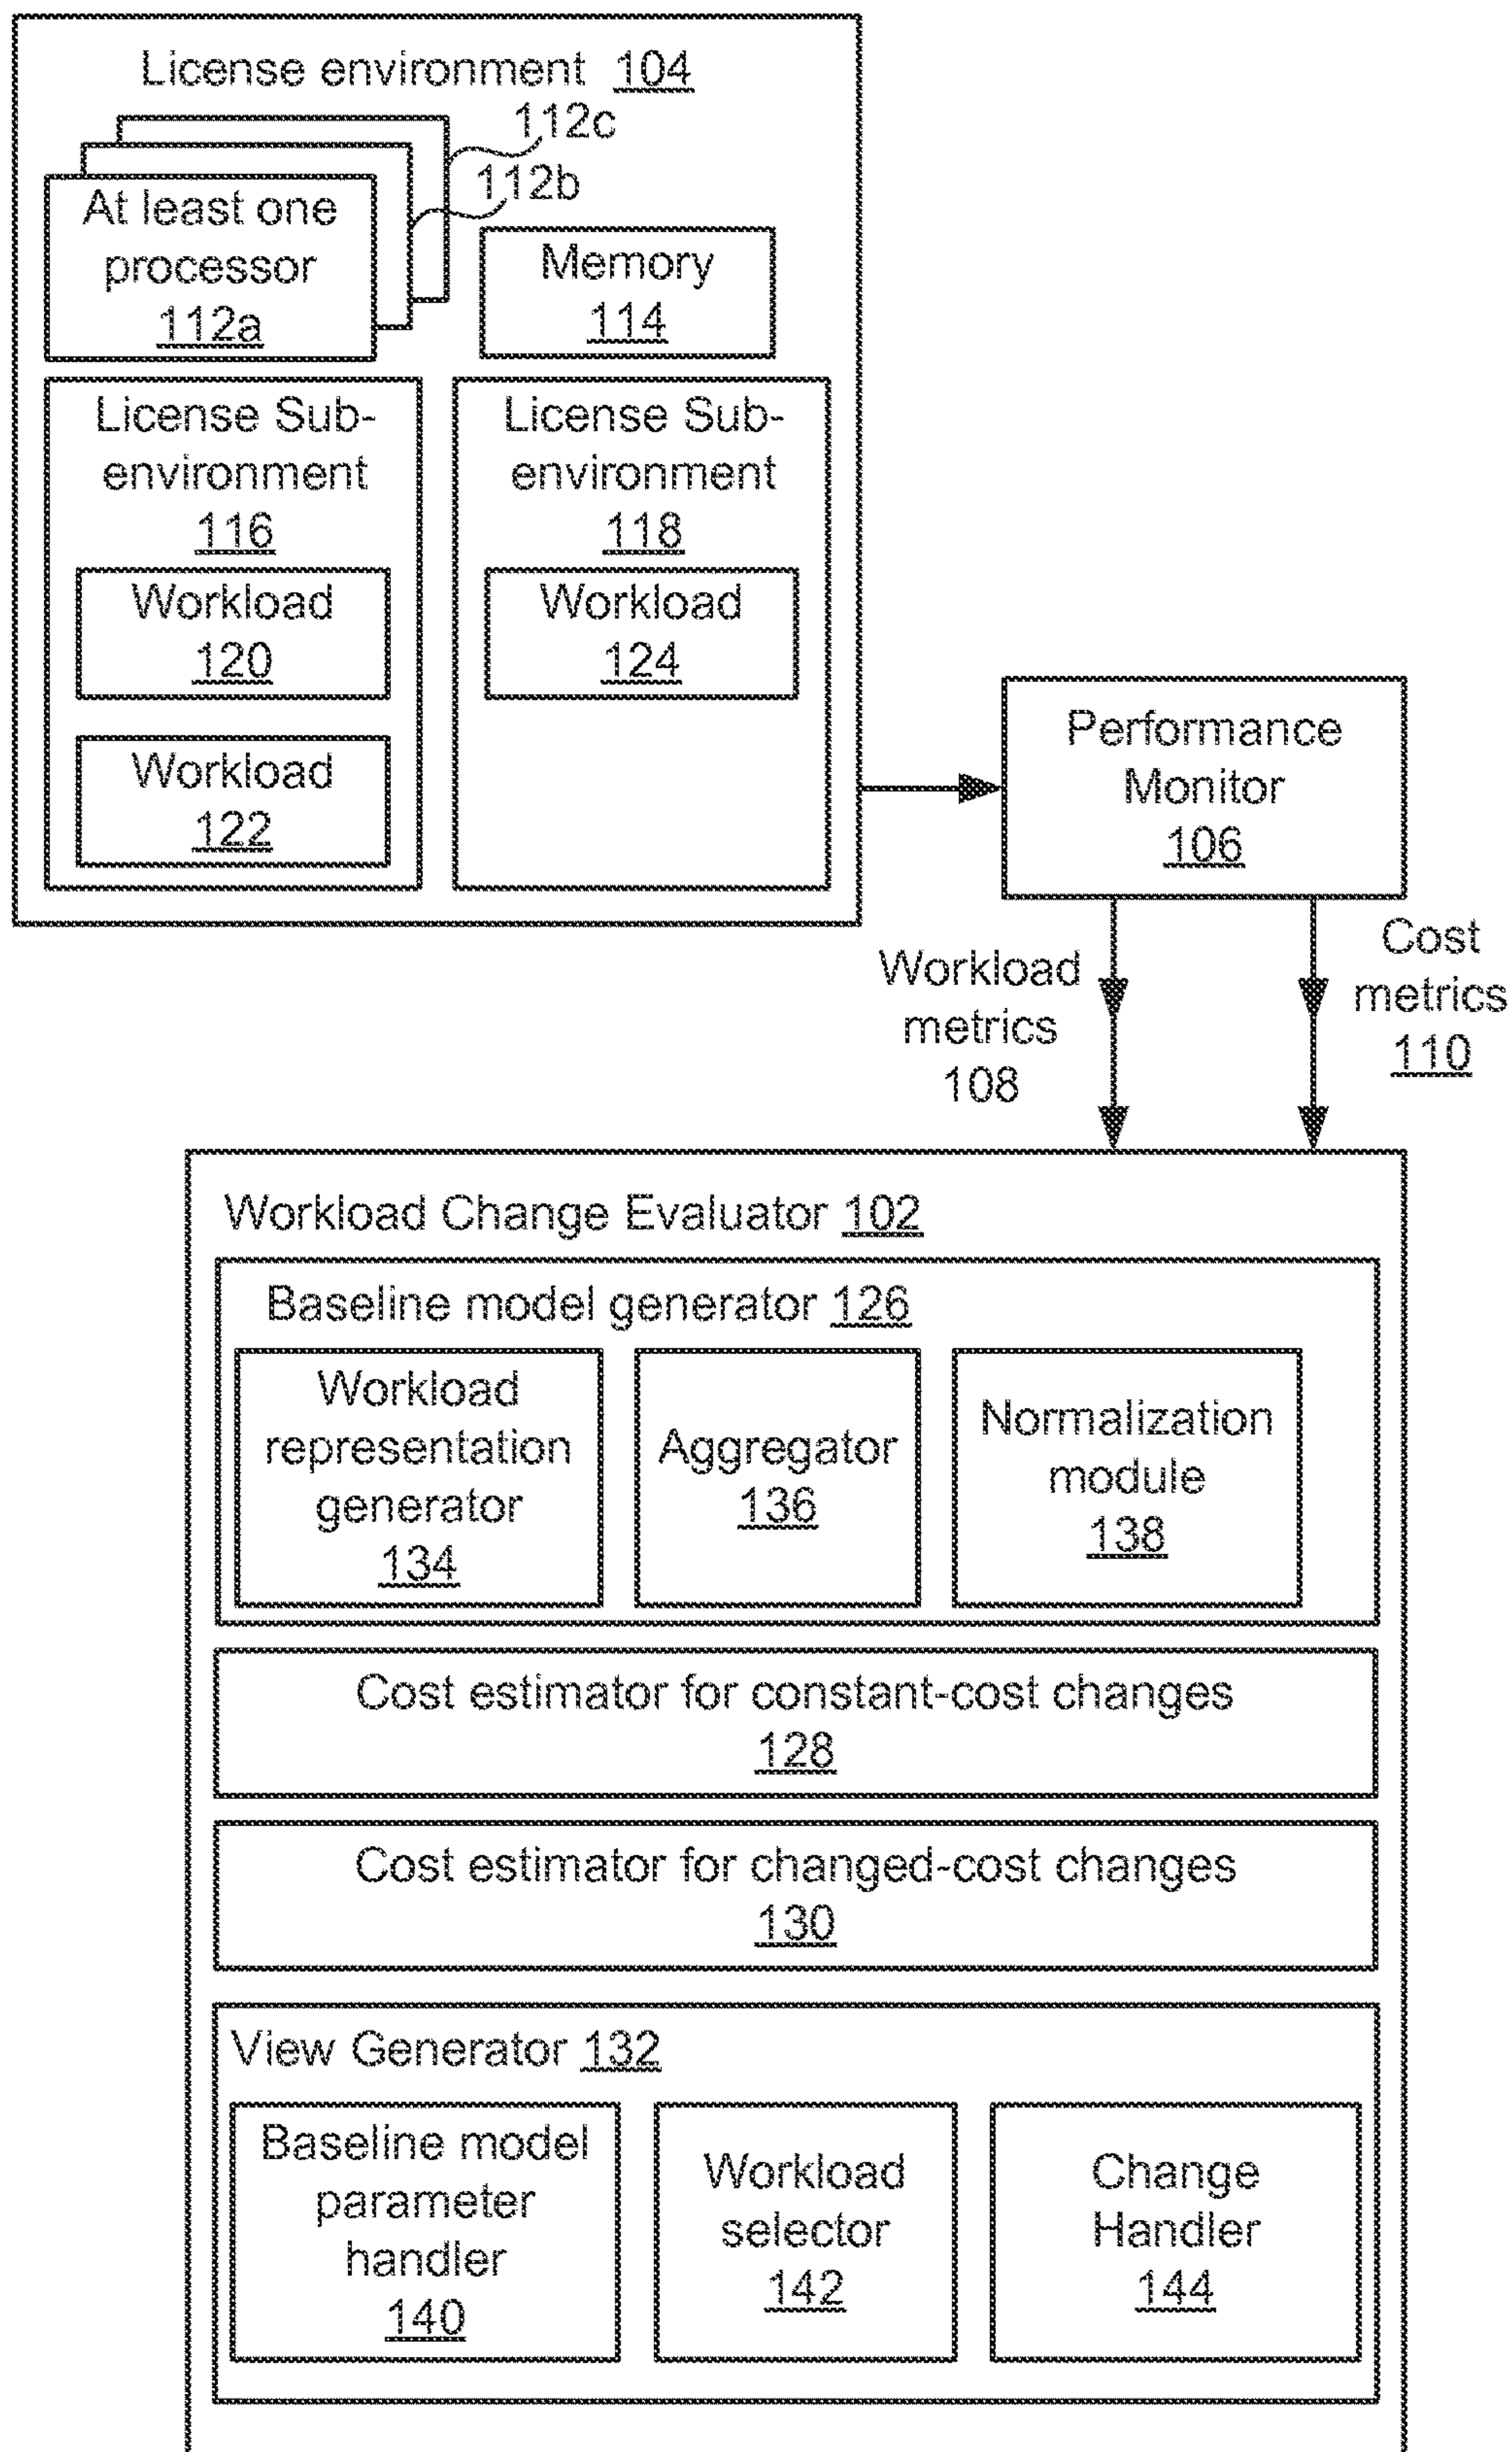 License environment 104
112c
112b
At least one
processor
112a
Memory
114
License Sub-
environment
116
Workload
120
Workload
122
License Sub-
environment
118
Workload
124
Performance
Monitor
106
Workload
metrics
108
Cost
metrics
110
Workload Change Evaluator 102
Baseline model generator 126
Workload
representation
generator
134
Aggregator
136
Normalization
module
138
Cost estimator for constant-cost changes
128
Cost estimator for changed-cost changes
130
View Generator 132
Baseline model
parameter
handler
140
Workload
selector
142
Change
Handler
144